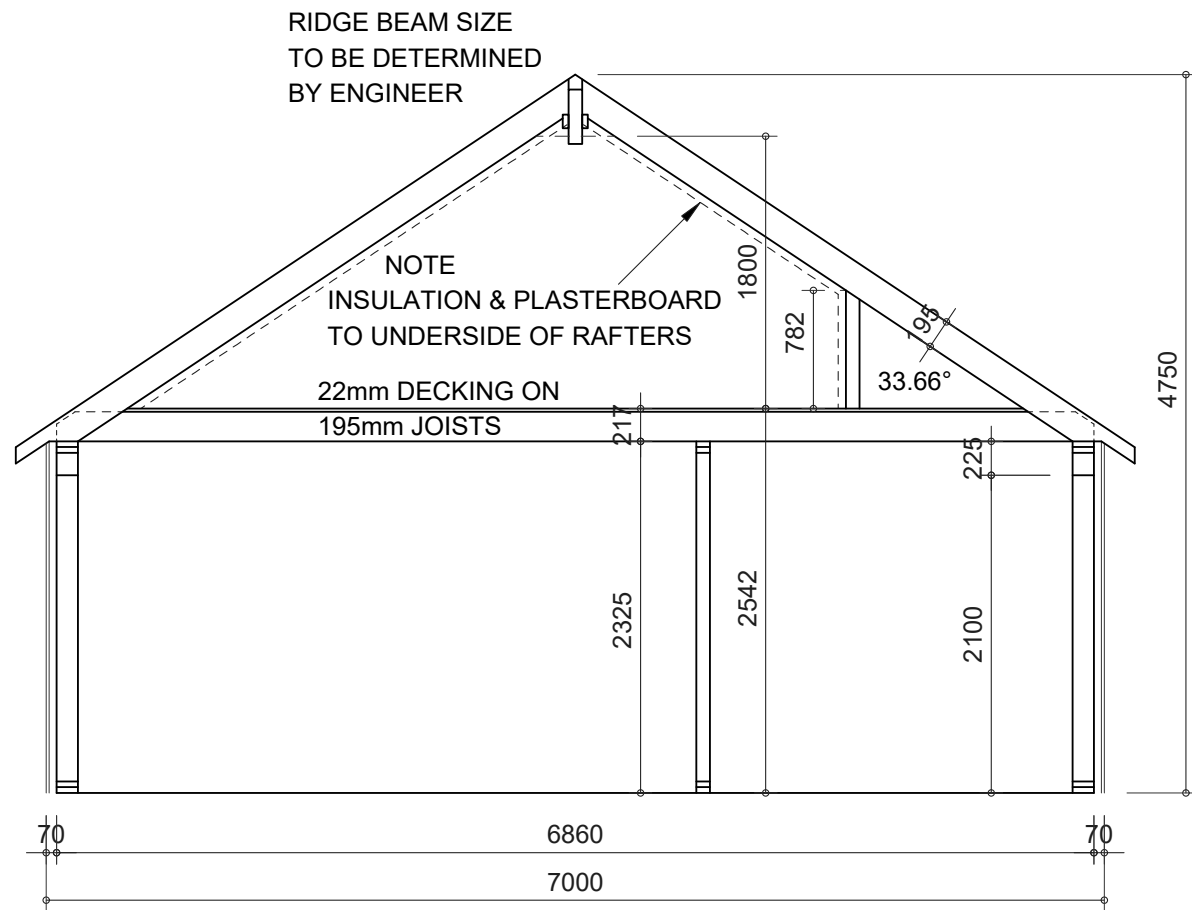 RIDGE BEAM SIZE
TO BE DETERMINED
BY ENGINEER
NOTE
INSULATION & PLASTERBOARD
TO UNDERSIDE OF RAFTERS
1800
782
195
33.66°
4750
22mm DECKING ON
195mm JOISTS
217
225
2325
2542
2100
70
6860
70
7000